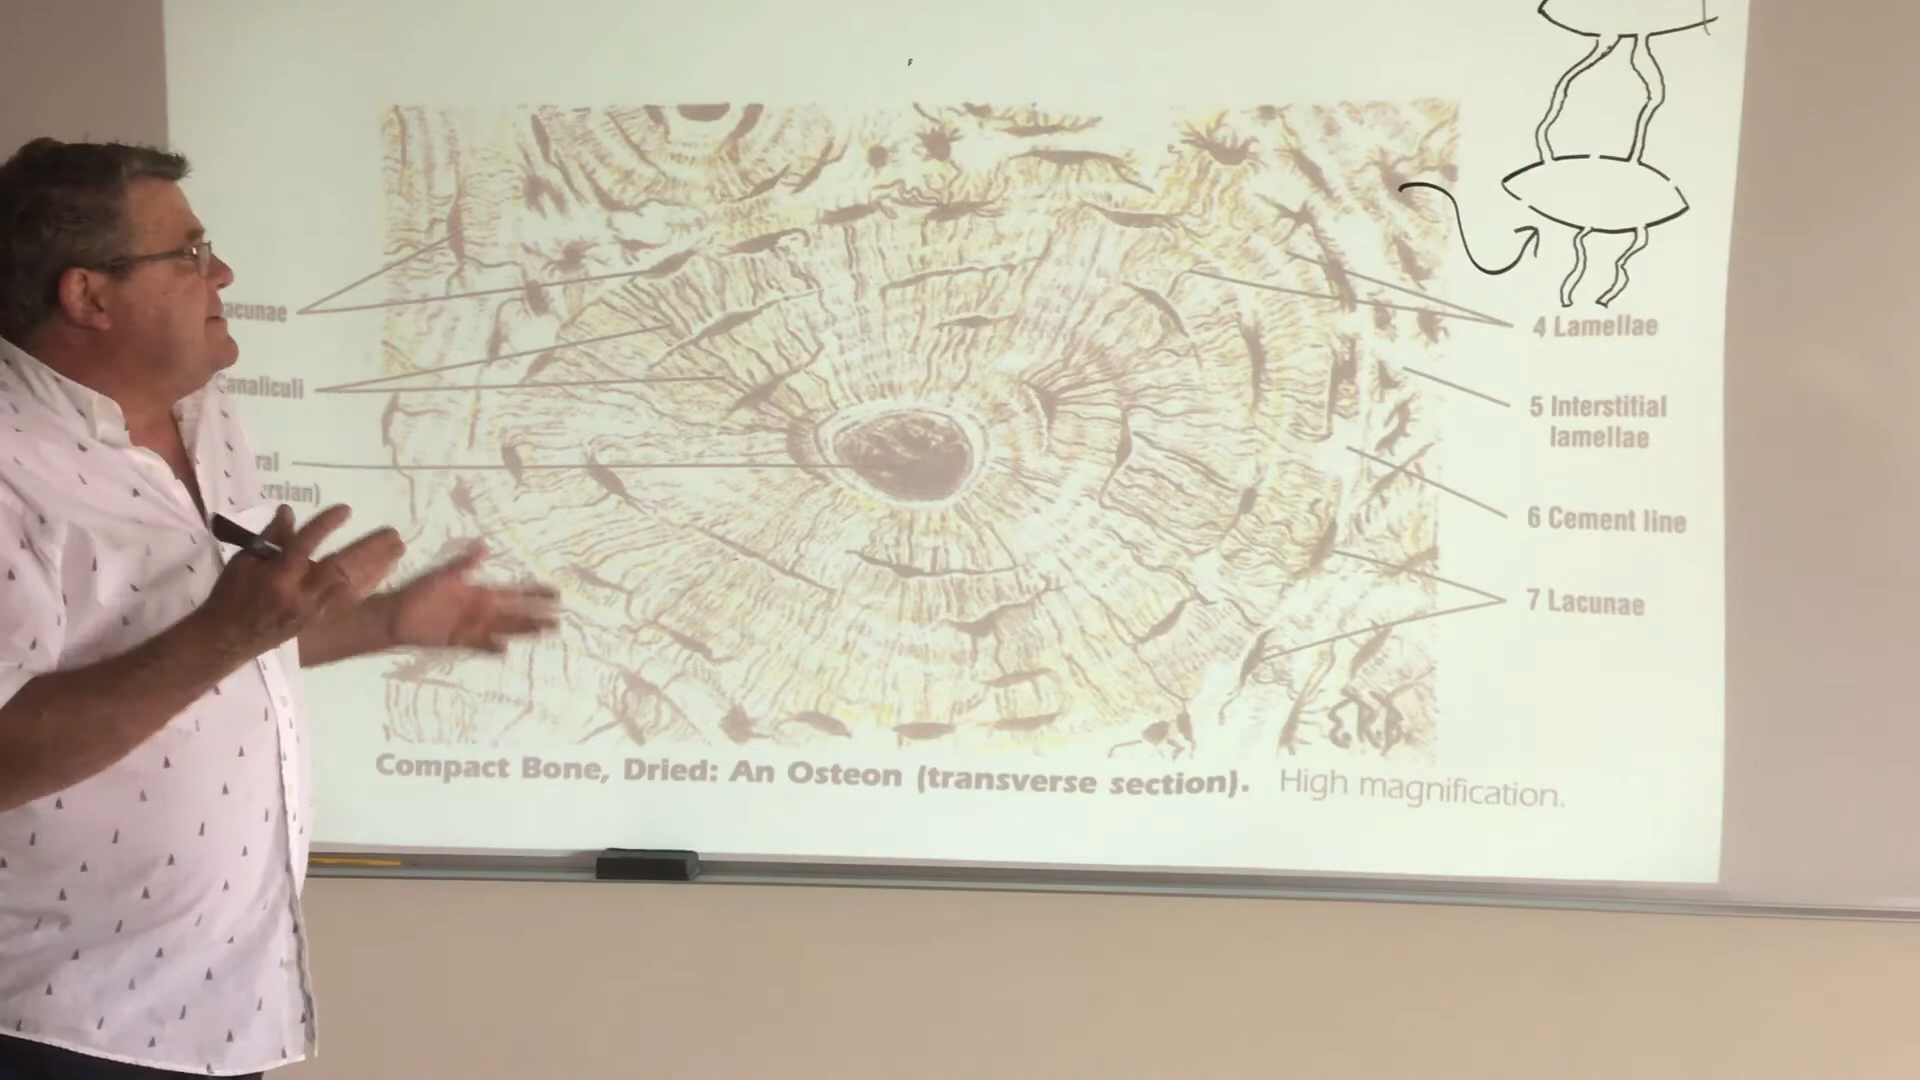 acunae
Canaliculi
ral
ersian)
4 Lamellae
5 Interstitial
lamellae
6 Cement line
7 Lacunae
E.R.B.
Compact Bone, Dried: An Osteon (transverse section). High magnification.